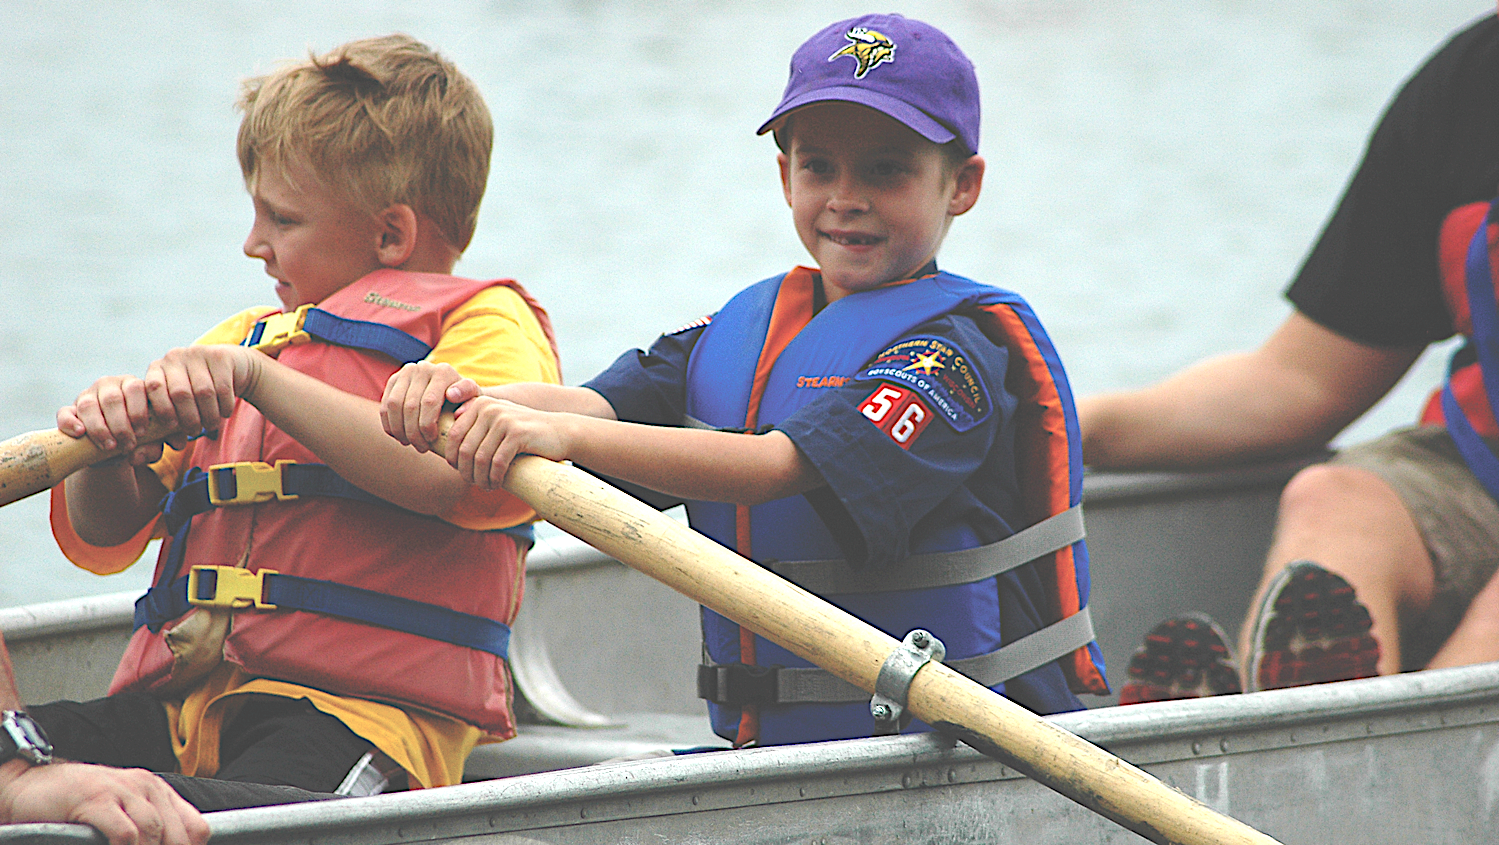 Stearns
STEARNS
NORTHERN STAR COUNCIL
BOY SCOUTS OF AMERICA
56